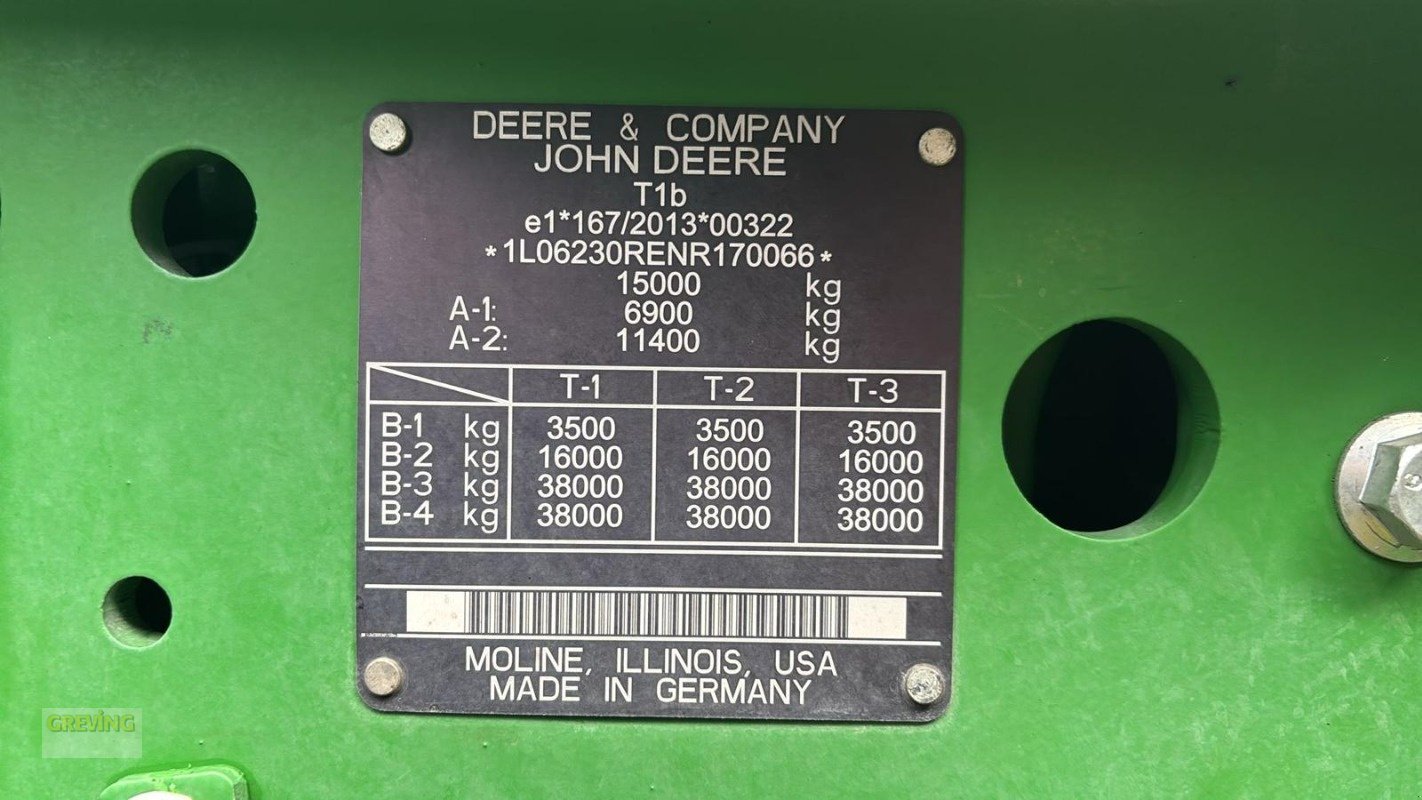 DEERE & COMPANY
JOHN DEERE
T1b
e1*167/2013*00322
*1L06230RENR170066*
15000 kg
A-1: 6900 kg
A-2: 11400 kg
T-1 T-2 T-3
B-1 kg 3500 3500 3500
B-2 kg 16000 16000 16000
B-3 kg 38000 38000 38000
B-4 kg 38000 38000 38000
MOLINE, ILLINOIS, USA
MADE IN GERMANY
GREVING